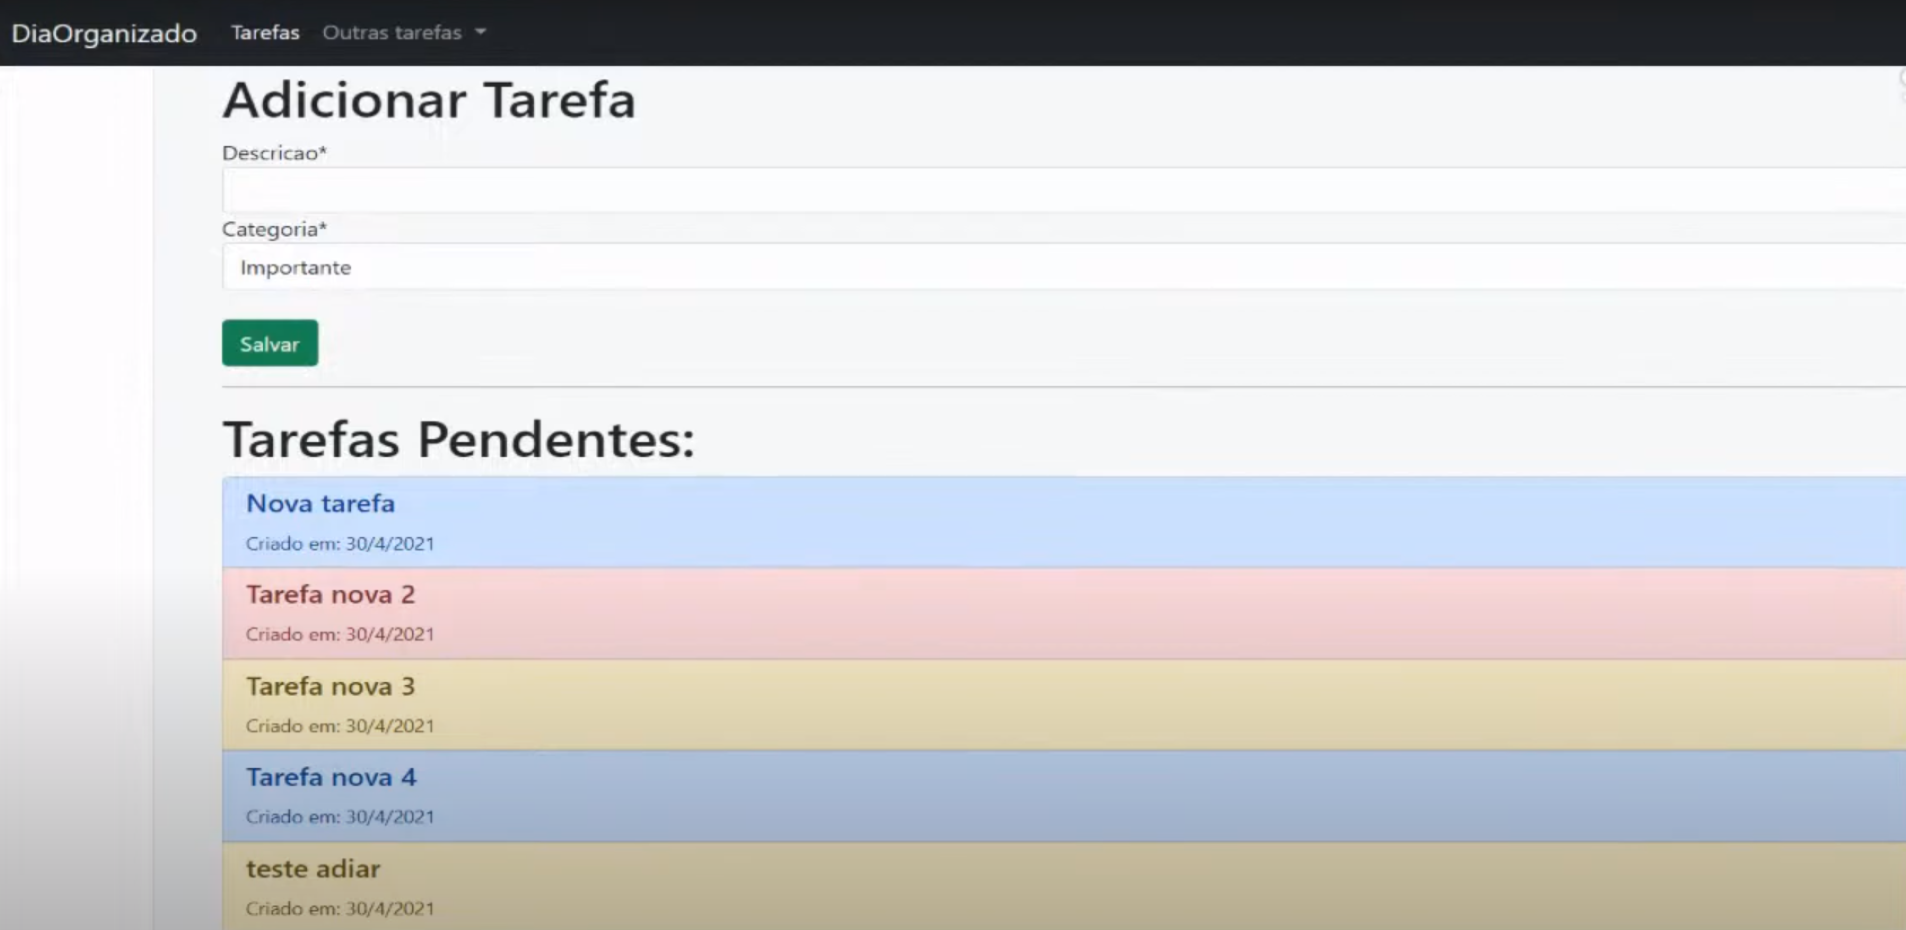 DiaOrganizado Tarefas Outras tarefas
Adicionar Tarefa
Descricao*
Categoria*
Importante
Salvar
Tarefas Pendentes:
Nova tarefa
Criado em: 30/4/2021
Tarefa nova 2
Criado em: 30/4/2021
Tarefa nova 3
Criado em: 30/4/2021
Tarefa nova 4
Criado em: 30/4/2021
teste adiar
Criado em: 30/4/2021